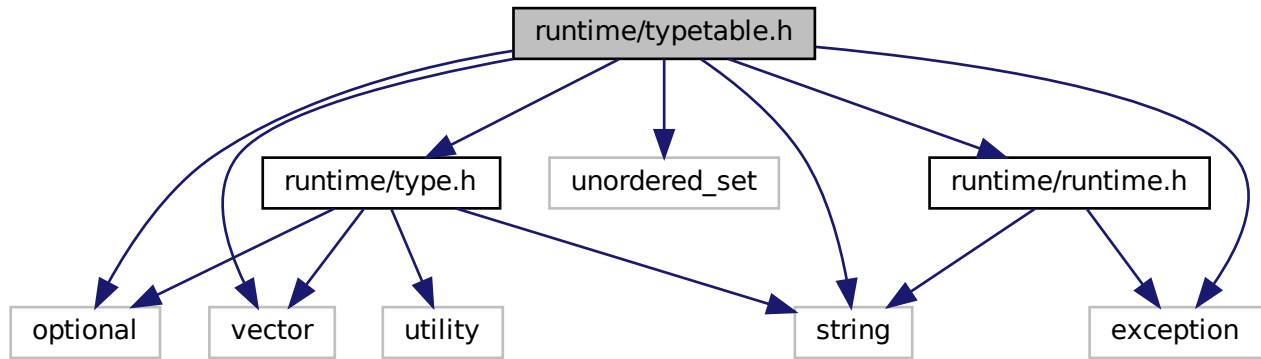 runtime/typetable.h
runtime/type.h
unordered_set
runtime/runtime.h
optional
vector
utility
string
exception